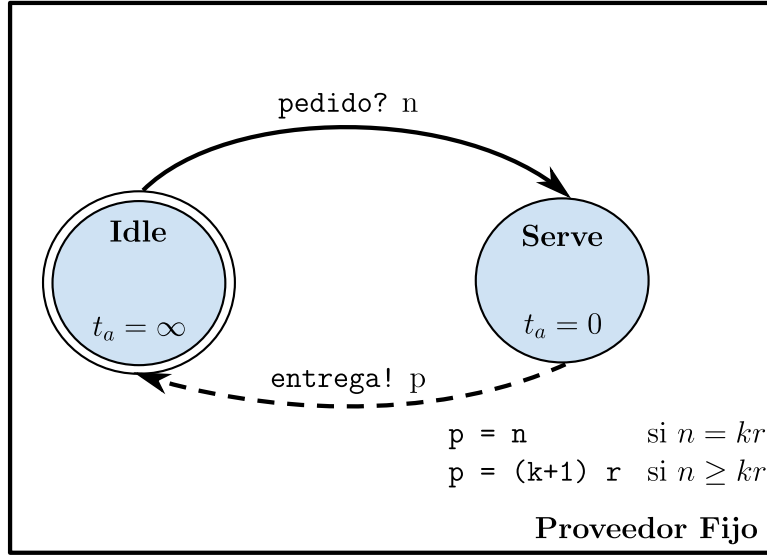 pedido? n
Idle
Serve
t_a = ∞
t_a = 0
entrega! p
p = n si n = kr
p = (k+1) r si n ≥ kr
Proveedor Fijo